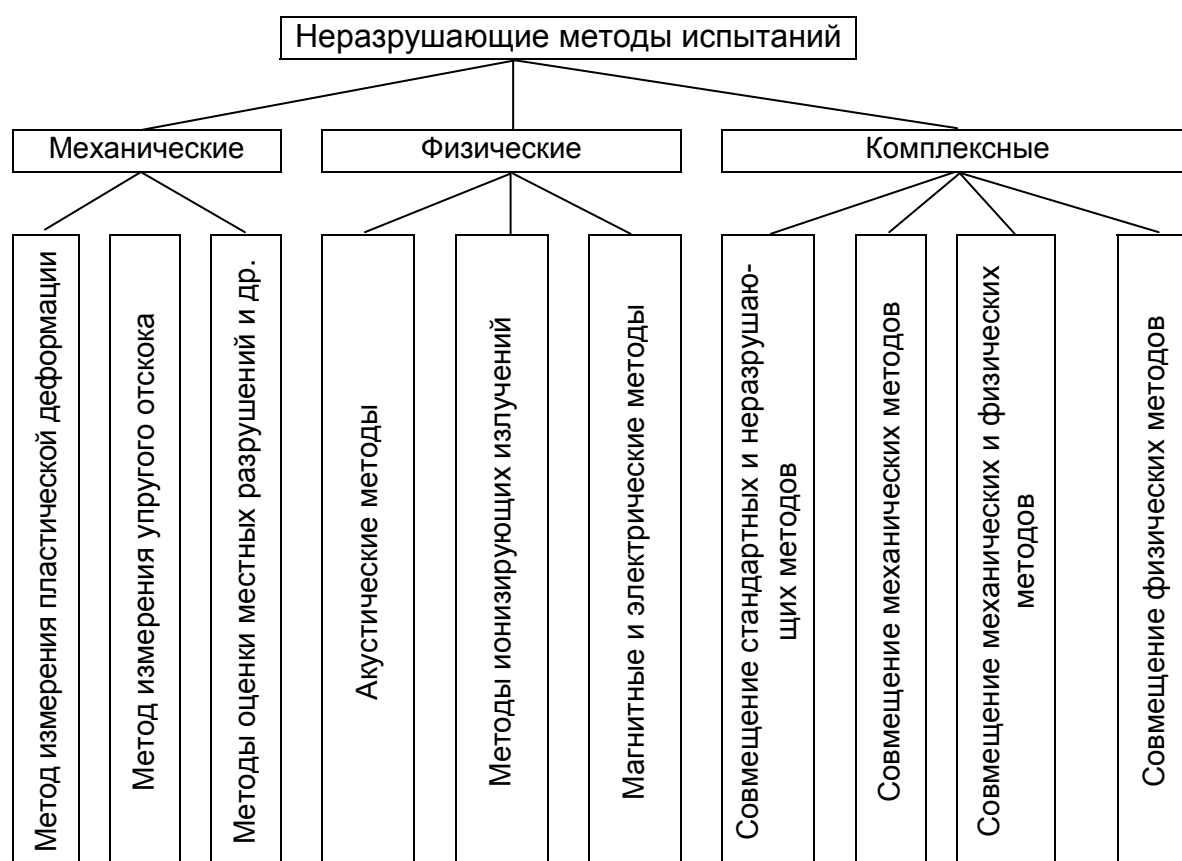 Неразрушающие методы испытаний
Механические
Физические
Комплексные
Метод измерения пластической деформации
Метод измерения упругого отскока
Методы оценки местных разрушений и др.
Акустические методы
Методы ионизирующих излучений
Магнитные и электрические методы
Совмещение стандартных и неразрушаю-
щих методов
Совмещение механических методов
Совмещение механических и физических
методов
Совмещение физических методов